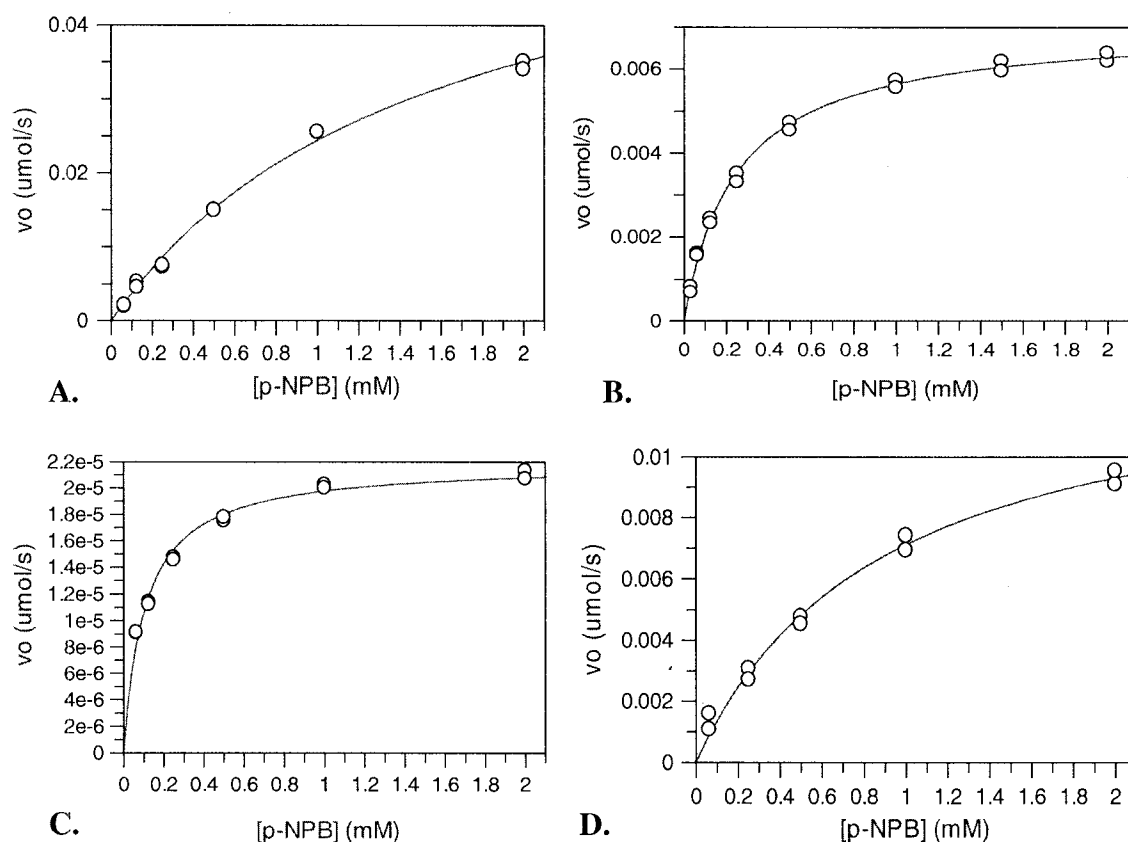 0.04
0.02
0
vo (umol/s)
0 0.2 0.4 0.6 0.8 1 1.2 1.4 1.6 1.8 2
[p-NPB] (mM)
A.
0.006
0.004
0.002
0
vo (umol/s)
0 0.2 0.4 0.6 0.8 1 1.2 1.4 1.6 1.8 2
[p-NPB] (mM)
B.
2.2e-5
2e-5
1.8e-5
1.6e-5
1.4e-5
1.2e-5
1e-5
8e-6
6e-6
4e-6
2e-6
0
vo (umol/s)
0 0.2 0.4 0.6 0.8 1 1.2 1.4 1.6 1.8 2
[p-NPB] (mM)
C.
0.01
0.008
0.006
0.004
0.002
0
vo (umol/s)
0 0.2 0.4 0.6 0.8 1 1.2 1.4 1.6 1.8 2
[p-NPB] (mM)
D.